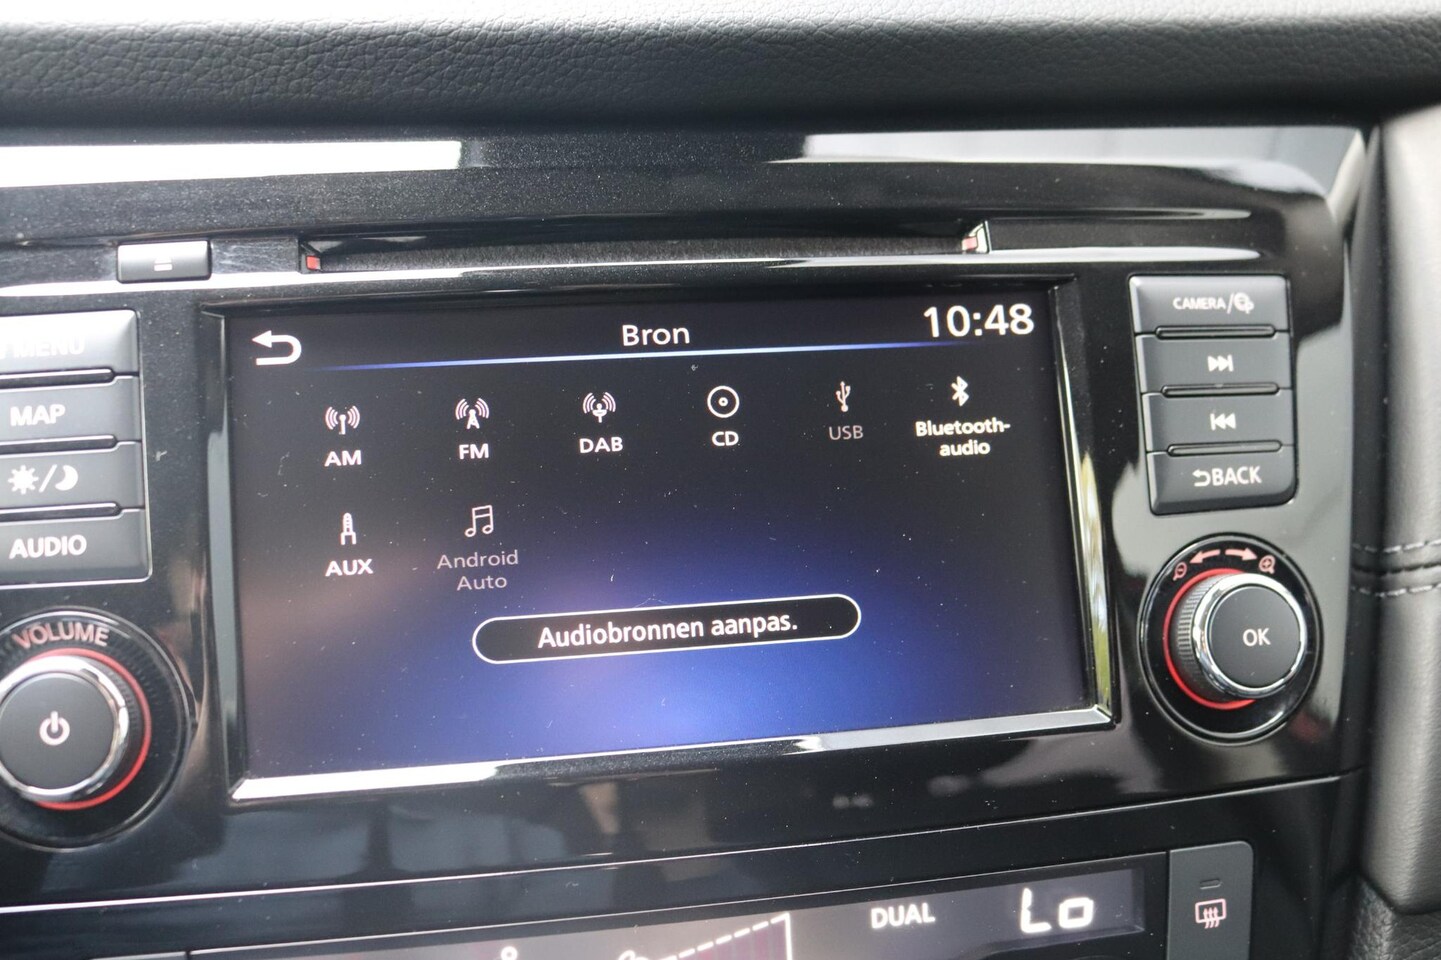 Bron
10:48
AM
FM
DAB
CD
USB
Bluetooth-
audio
AUX
Android
Auto
Audiobronnen aanpas.
MENU
MAP
AUDIO
VOLUME
CAMERA/
BACK
OK
DUAL
Lo